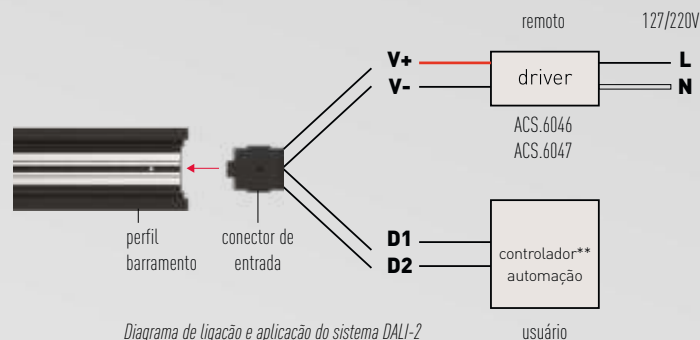 remoto
127/220V
V+
V-
driver
L
N
ACS.6046
ACS.6047
perfil
barramento
conector de
entrada
D1
D2
controlador**
automação
Diagrama de ligação e aplicação do sistema DALI-2
usuário